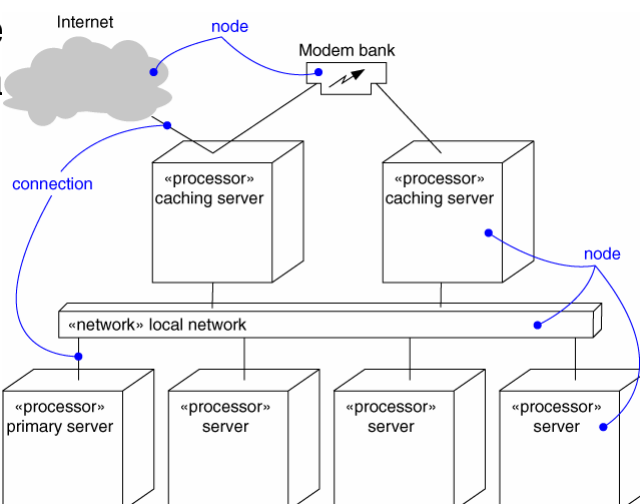 Internet
node
Modem bank
connection
«processor»
caching server
«processor»
caching server
node
«network» local network
«processor»
primary server
«processor»
server
«processor»
server
«processor»
server